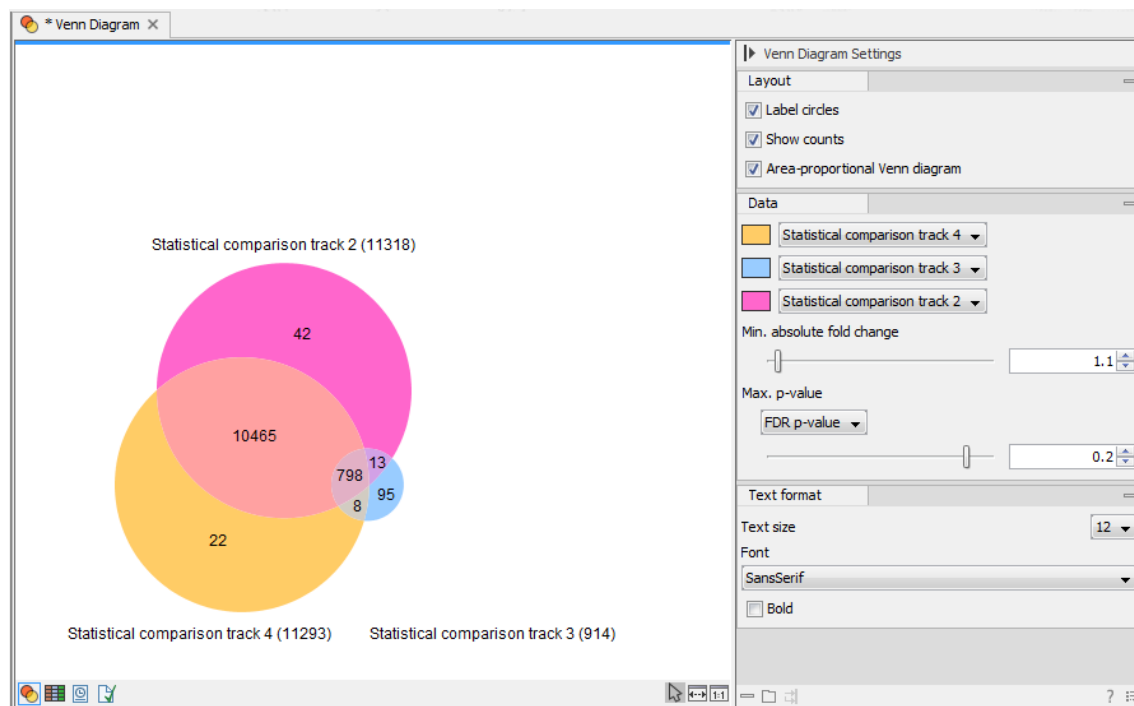 * Venn Diagram
Statistical comparison track 2 (11318)
42
10465
13
798
95
8
22
Statistical comparison track 4 (11293)
Statistical comparison track 3 (914)
1:1
Venn Diagram Settings
Layout
Label circles
Show counts
Area-proportional Venn diagram
Data
Statistical comparison track 4
Statistical comparison track 3
Statistical comparison track 2
Min. absolute fold change
1.1
Max. p-value
FDR p-value
0.2
Text format
Text size
12
Font
SansSerif
Bold
?